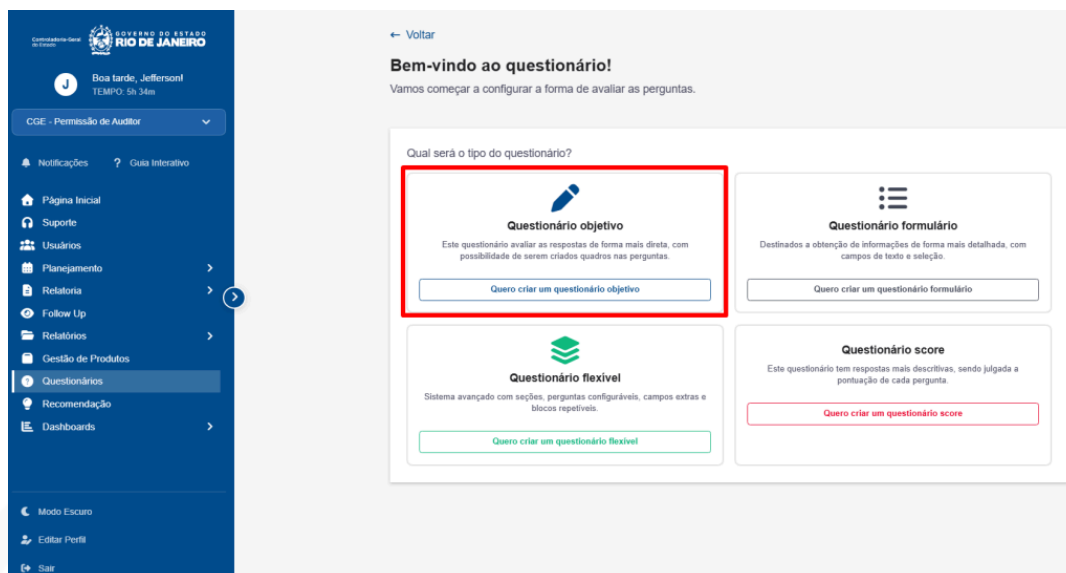 Controladoria-Geral
do Estado
GOVERNO DO ESTADO
RIO DE JANEIRO
J
Boa tarde, Jefferson!
TEMPO: 5h 34m
CGE - Permissão de Auditor
Notificações
? Guia Interativo
Página Inicial
Suporte
Usuários
Planejamento
Relatoria
Follow Up
Relatórios
Gestão de Produtos
Questionários
Recomendação
Dashboards
Modo Escuro
Editar Perfil
Sair
← Voltar
Bem-vindo ao questionário!
Vamos começar a configurar a forma de avaliar as perguntas.
Qual será o tipo do questionário?
Questionário objetivo
Este questionário avaliar as respostas de forma mais direta, com
possibilidade de serem criados quadros nas perguntas.
Quero criar um questionário objetivo
Questionário formulário
Destinados a obtenção de informações de forma mais detalhada, com
campos de texto e seleção.
Quero criar um questionário formulário
Questionário flexível
Sistema avançado com seções, perguntas configuráveis, campos extras e
blocos repetíveis.
Quero criar um questionário flexível
Questionário score
Este questionário tem respostas mais descritivas, sendo julgada a
pontuação de cada pergunta.
Quero criar um questionário score